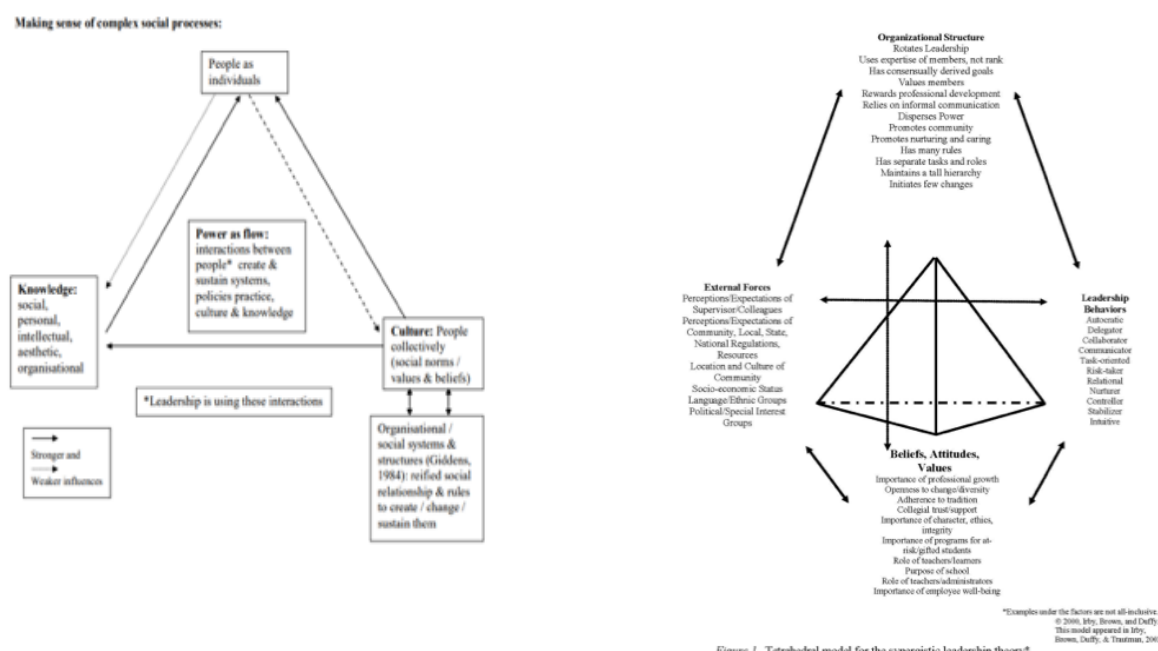 Making sense of complex social processes:
People as
individuals
Power as flow:
interactions between
people* create &
sustain systems,
policies practice,
culture & knowledge
Knowledge:
social,
personal,
intellectual,
aesthetic,
organisational
Culture: People
collectively
(social norms /
values & beliefs)
*Leadership is using these interactions
Stronger and
Weaker influences
Organisational /
social systems &
structures (Giddens,
1984): reified social
relationship & rules
to create / change /
sustain them
Organizational Structure
Rotates Leadership
Uses expertise of members, not rank
Has consensually derived goals
Values members
Rewards professional development
Relies on informal communication
Disperses Power
Promotes community
Promotes nurturing and caring
Has many rules
Has separate tasks and roles
Maintains a tall hierarchy
Initiates few changes
External Forces
Perceptions/Expectations of
Supervisor/Colleagues
Perceptions/Expectations of
Community, Local, State,
National Regulations,
Resources
Location and Culture of
Community
Socio-economic Status
Language/Ethnic Groups
Political/Special Interest
Groups
Leadership
Behaviors
Autocratic
Delegator
Collaborator
Communicator
Task-oriented
Risk-taker
Relational
Nurturer
Controller
Stabilizer
Intuitive
Beliefs, Attitudes,
Values
Importance of professional growth
Openness to change/diversity
Adherence to tradition
Collegial trust/support
Importance of character, ethics,
integrity
Importance of programs for at-
risk/gifted students
Role of teachers/learners
Purpose of school
Role of teachers/administrators
Importance of employee well-being
*Examples under the factors are not all-inclusive.
© 2000, Irby, Brown, and Duffy
This model appeared in Irby,
Brown, Duffy, & Trautman, 200
Figure 1. Tetrahedral model for the synergistic leadership theory*